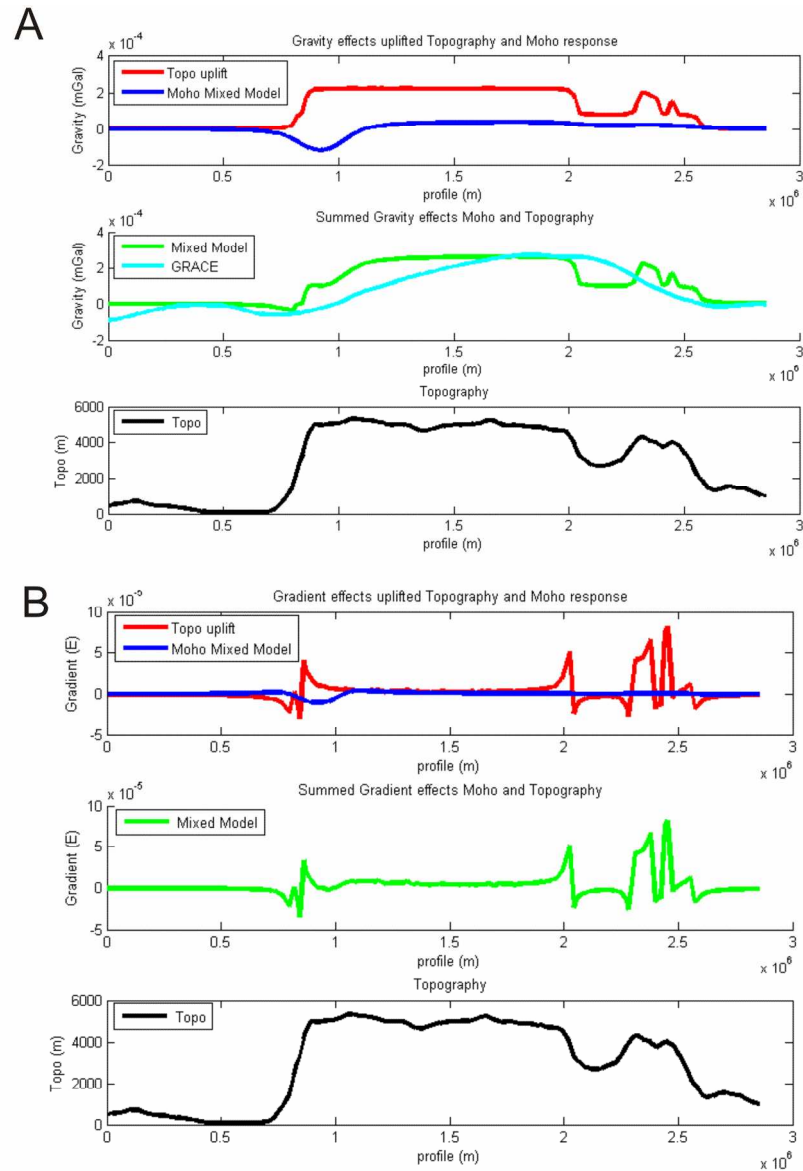 A
Gravity effects uplifted Topography and Moho response
x 10^-4
Topo uplift
Moho Mixed Model
Gravity (mGal)
4
2
0
-2
0 0.5 1 1.5 2 2.5 3
profile (m)
x 10^6
Summed Gravity effects Moho and Topography
x 10^-4
Mixed Model
GRACE
Gravity (mGal)
4
2
0
-2
0 0.5 1 1.5 2 2.5 3
profile (m)
x 10^6
Topography
Topo
Topo (m)
6000
4000
2000
0
0 0.5 1 1.5 2 2.5 3
profile (m)
x 10^6
B
Gradient effects uplifted Topography and Moho response
x 10^-5
Topo uplift
Moho Mixed Model
Gradient (E)
10
5
0
-5
0 0.5 1 1.5 2 2.5 3
profile (m)
x 10^6
Summed Gradient effects Moho and Topography
x 10^-5
Mixed Model
Gradient (E)
10
5
0
-5
0 0.5 1 1.5 2 2.5 3
profile (m)
x 10^6
Topography
Topo
Topo (m)
6000
4000
2000
0
0 0.5 1 1.5 2 2.5 3
profile (m)
x 10^6